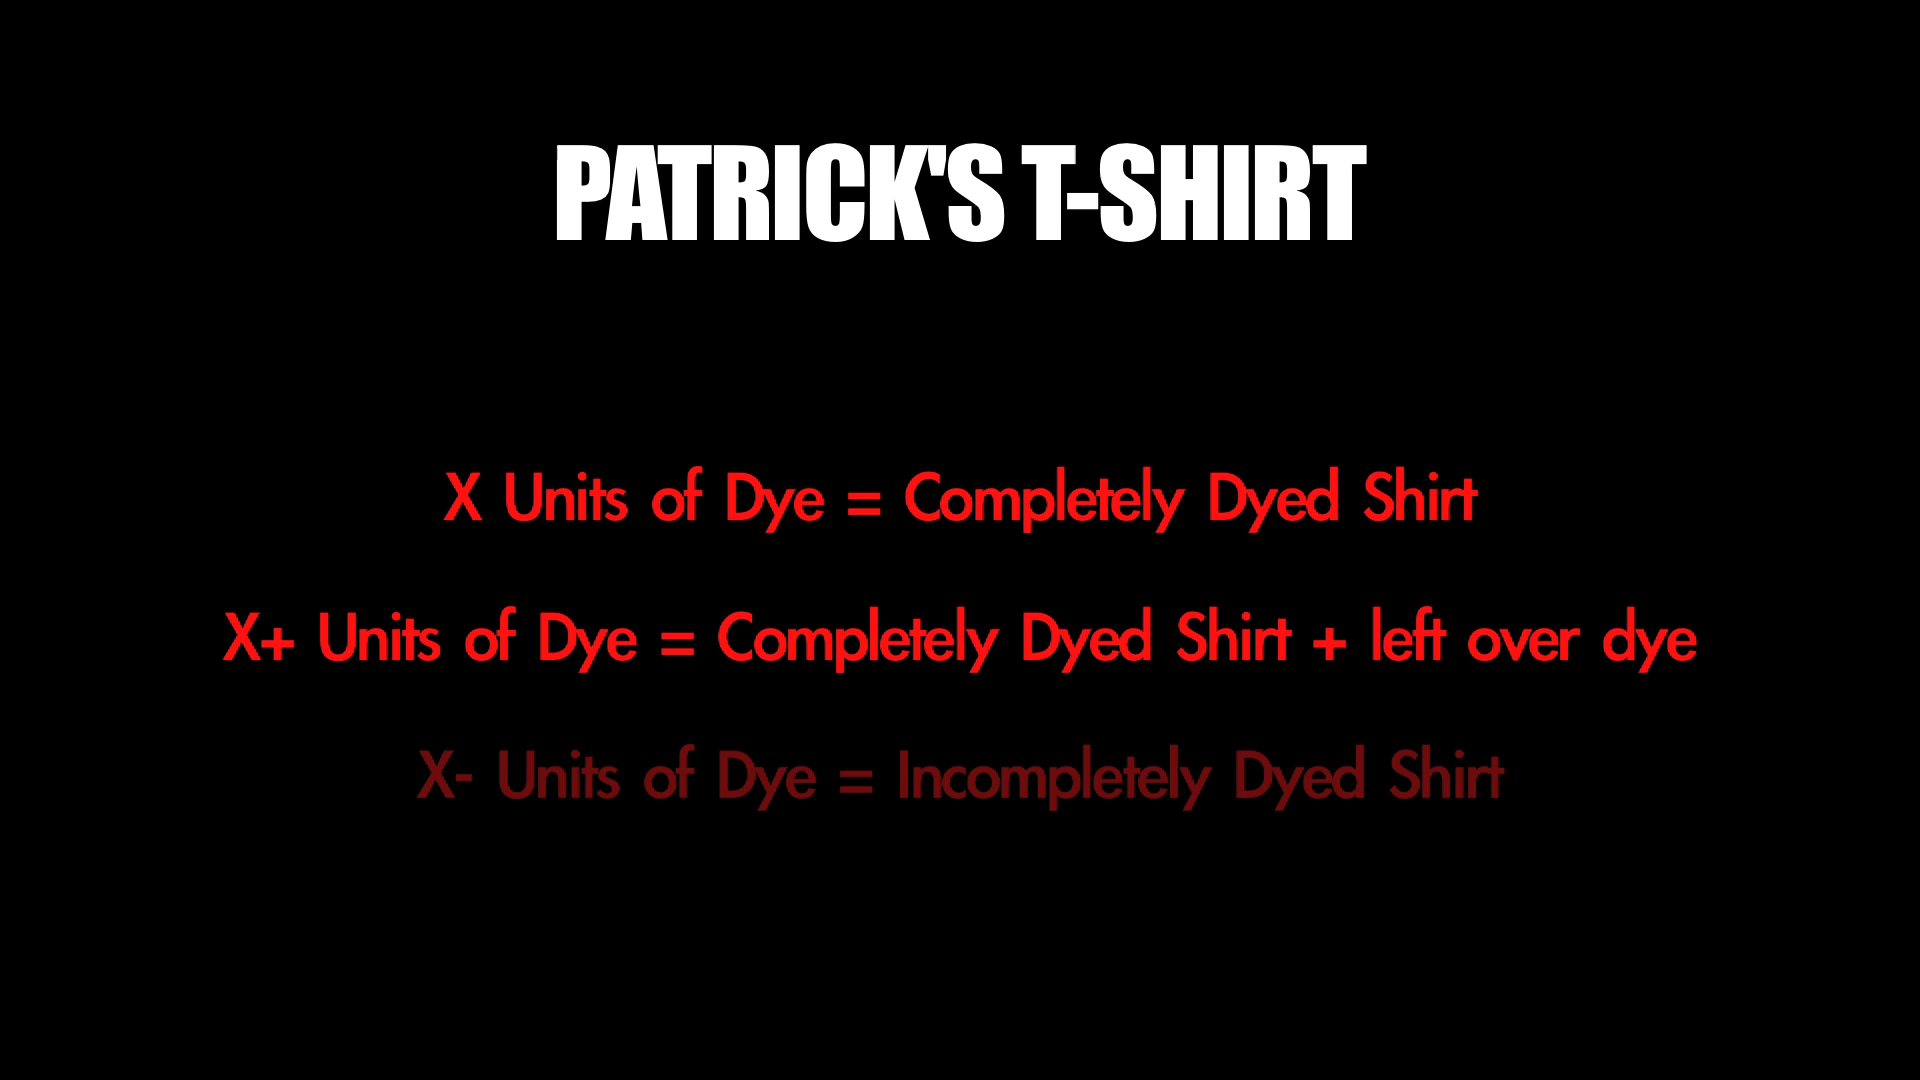 PATRICK'S T-SHIRT
X Units of Dye = Completely Dyed Shirt
X+ Units of Dye = Completely Dyed Shirt + left over dye
X- Units of Dye = Incompletely Dyed Shirt